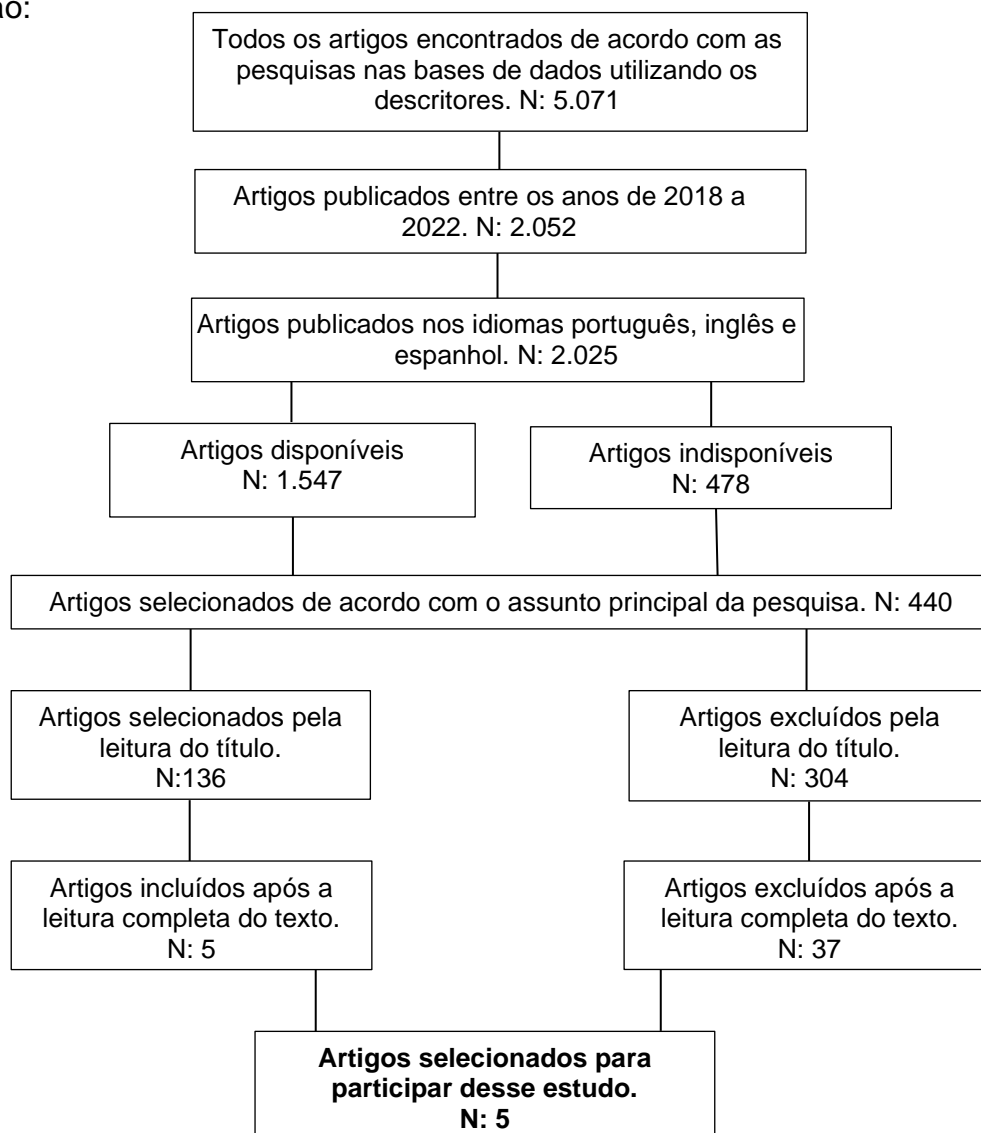 ão:
Todos os artigos encontrados de acordo com as
pesquisas nas bases de dados utilizando os
descritores. N: 5.071
Artigos publicados entre os anos de 2018 a
2022. N: 2.052
Artigos publicados nos idiomas português, inglês e
espanhol. N: 2.025
Artigos disponíveis
N: 1.547
Artigos indisponíveis
N: 478
Artigos selecionados de acordo com o assunto principal da pesquisa. N: 440
Artigos selecionados pela
leitura do título.
N:136
Artigos excluídos pela
leitura do título.
N: 304
Artigos incluídos após a
leitura completa do texto.
N: 5
Artigos excluídos após a
leitura completa do texto.
N: 37
Artigos selecionados para
participar desse estudo.
N: 5